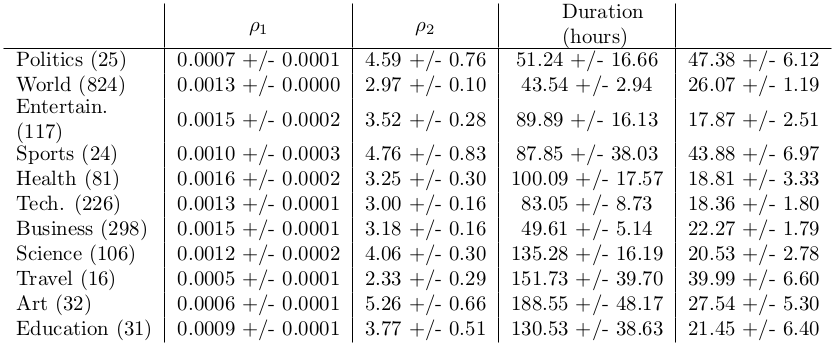 ρ1 ρ2 Duration (hours)
Politics (25) 0.0007 +/- 0.0001 4.59 +/- 0.76 51.24 +/- 16.66 47.38 +/- 6.12
World (824) 0.0013 +/- 0.0000 2.97 +/- 0.10 43.54 +/- 2.94 26.07 +/- 1.19
Entertain. (117) 0.0015 +/- 0.0002 3.52 +/- 0.28 89.89 +/- 16.13 17.87 +/- 2.51
Sports (24) 0.0010 +/- 0.0003 4.76 +/- 0.83 87.85 +/- 38.03 43.88 +/- 6.97
Health (81) 0.0016 +/- 0.0002 3.25 +/- 0.30 100.09 +/- 17.57 18.81 +/- 3.33
Tech. (226) 0.0013 +/- 0.0001 3.00 +/- 0.16 83.05 +/- 8.73 18.36 +/- 1.80
Business (298) 0.0015 +/- 0.0001 3.18 +/- 0.16 49.61 +/- 5.14 22.27 +/- 1.79
Science (106) 0.0012 +/- 0.0002 4.06 +/- 0.30 135.28 +/- 16.19 20.53 +/- 2.78
Travel (16) 0.0005 +/- 0.0001 2.33 +/- 0.29 151.73 +/- 39.70 39.99 +/- 6.60
Art (32) 0.0006 +/- 0.0001 5.26 +/- 0.66 188.55 +/- 48.17 27.54 +/- 5.30
Education (31) 0.0009 +/- 0.0001 3.77 +/- 0.51 130.53 +/- 38.63 21.45 +/- 6.40